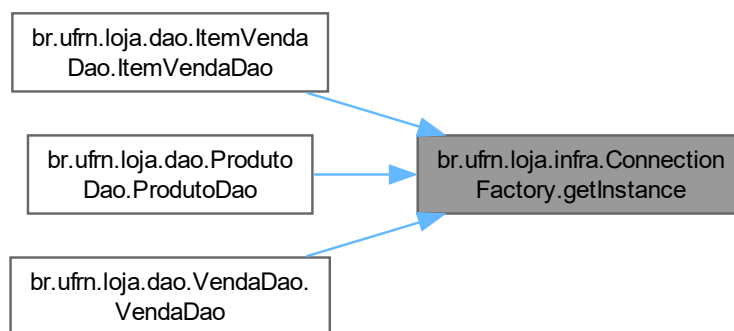 br.ufrn.loja.dao.ItemVenda
Dao.ItemVendaDao
br.ufrn.loja.dao.Produto
Dao.ProdutoDao
br.ufrn.loja.infra.Connection
Factory.getInstance
br.ufrn.loja.dao.VendaDao.
VendaDao